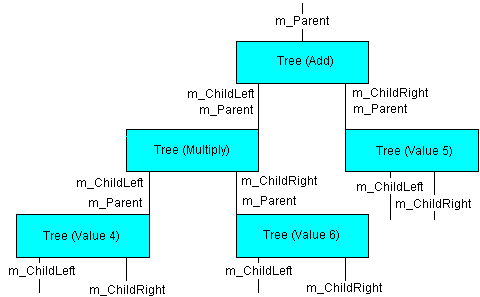 m_Parent
Tree (Add)
m_ChildLeft
m_ChildRight
m_Parent
m_Parent
Tree (Multiply)
Tree (Value 5)
m_ChildLeft
m_ChildRight
m_ChildLeft
m_Parent
m_Parent
m_ChildRight
Tree (Value 4)
Tree (Value 6)
m_ChildLeft
m_ChildRight
m_ChildLeft
m_ChildRight